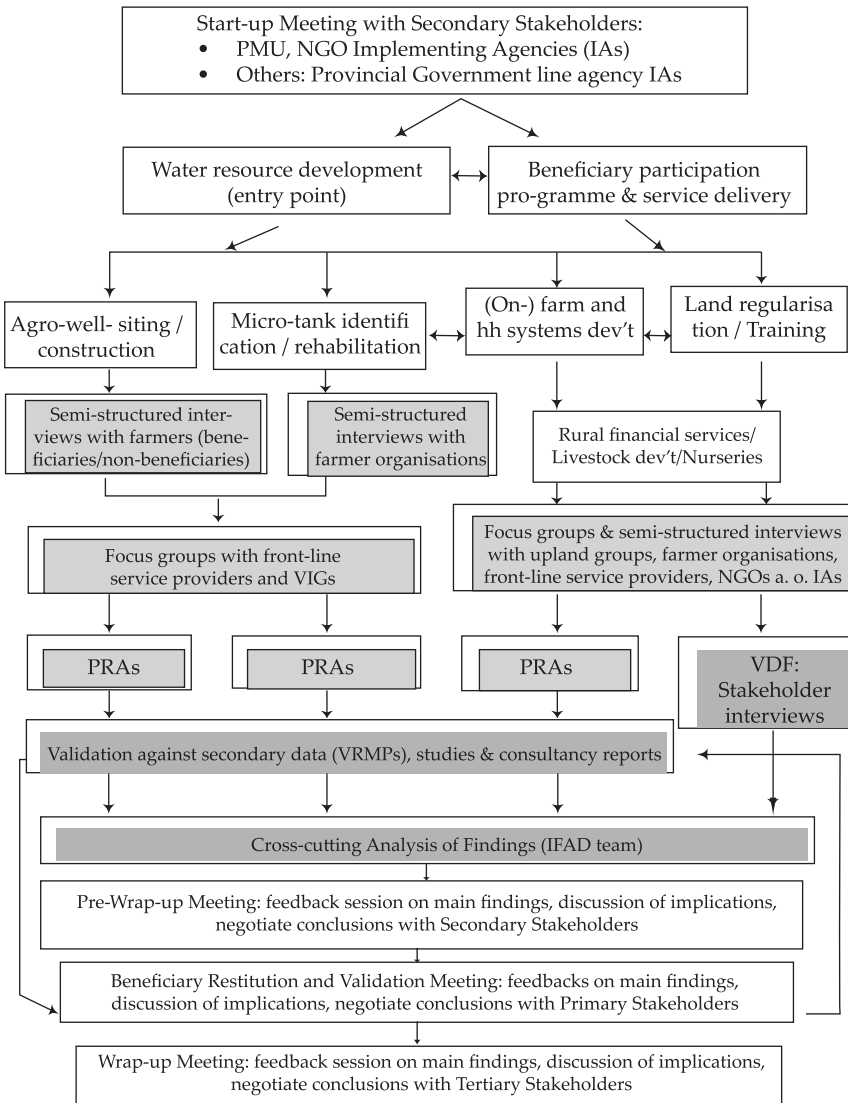 Start-up Meeting with Secondary Stakeholders:
• PMU, NGO Implementing Agencies (IAs)
• Others: Provincial Government line agency IAs
Water resource development
(entry point)
Beneficiary participation
pro-gramme & service delivery
Agro-well- siting /
construction
Micro-tank identifi
cation / rehabilitation
(On-) farm and
hh systems dev't
Land regularisa
tion / Training
Semi-structured inter-
views with farmers (bene-
ficiaries/non-beneficiaries)
Semi-structured
interviews with
farmer organisations
Rural financial services/
Livestock dev't/Nurseries
Focus groups with front-line
service providers and VIGs
Focus groups & semi-structured interviews
with upland groups, farmer organisations,
front-line service providers, NGOs a. o. IAs
PRAs
PRAs
PRAs
VDF:
Stakeholder
interviews
Validation against secondary data (VRMPs), studies & consultancy reports
Cross-cutting Analysis of Findings (IFAD team)
Pre-Wrap-up Meeting: feedback session on main findings, discussion of implications,
negotiate conclusions with Secondary Stakeholders
Beneficiary Restitution and Validation Meeting: feedbacks on main findings,
discussion of implications, negotiate conclusions with Primary Stakeholders
Wrap-up Meeting: feedback session on main findings, discussion of implications,
negotiate conclusions with Tertiary Stakeholders